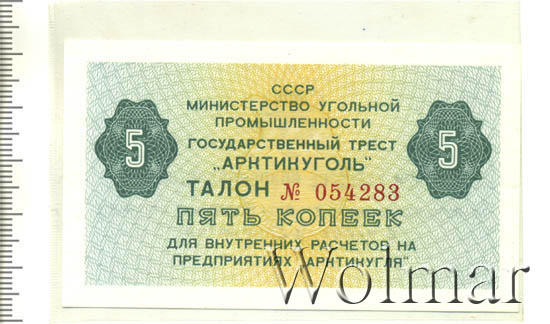 СССР
МИНИСТЕРСТВО УГОЛЬНОЙ
ПРОМЫШЛЕННОСТИ
ГОСУДАРСТВЕННЫЙ ТРЕСТ
„АРКТИКУГОЛЬ"
5 5
ТАЛОН № 054283
ПЯТЬ КОПЕЕК
ДЛЯ ВНУТРЕННИХ РАСЧЕТОВ НА
ПРЕДПРИЯТИЯХ „АРКТИКУГЛЯ"
Wolmar